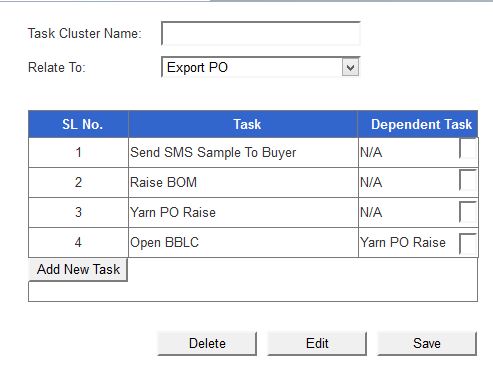 Task Cluster Name:
Relate To: Export PO
SL No. Task Dependent Task
1 Send SMS Sample To Buyer N/A
2 Raise BOM N/A
3 Yarn PO Raise N/A
4 Open BBLC Yarn PO Raise
Add New Task
Delete Edit Save